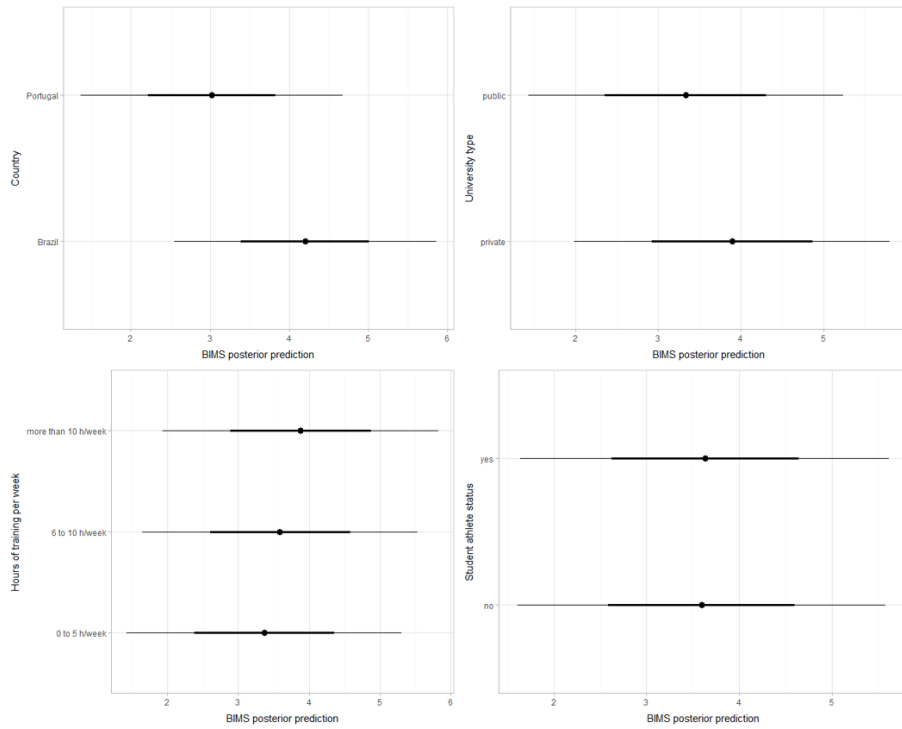 Country
Portugal
Brazil
2 3 4 5 6
BIMS posterior prediction
University type
public
private
2 3 4 5
BIMS posterior prediction
Hours of training per week
more than 10 h/week
6 to 10 h/week
0 to 5 h/week
2 3 4 5 6
BIMS posterior prediction
Student athlete status
yes
no
2 3 4 5
BIMS posterior prediction